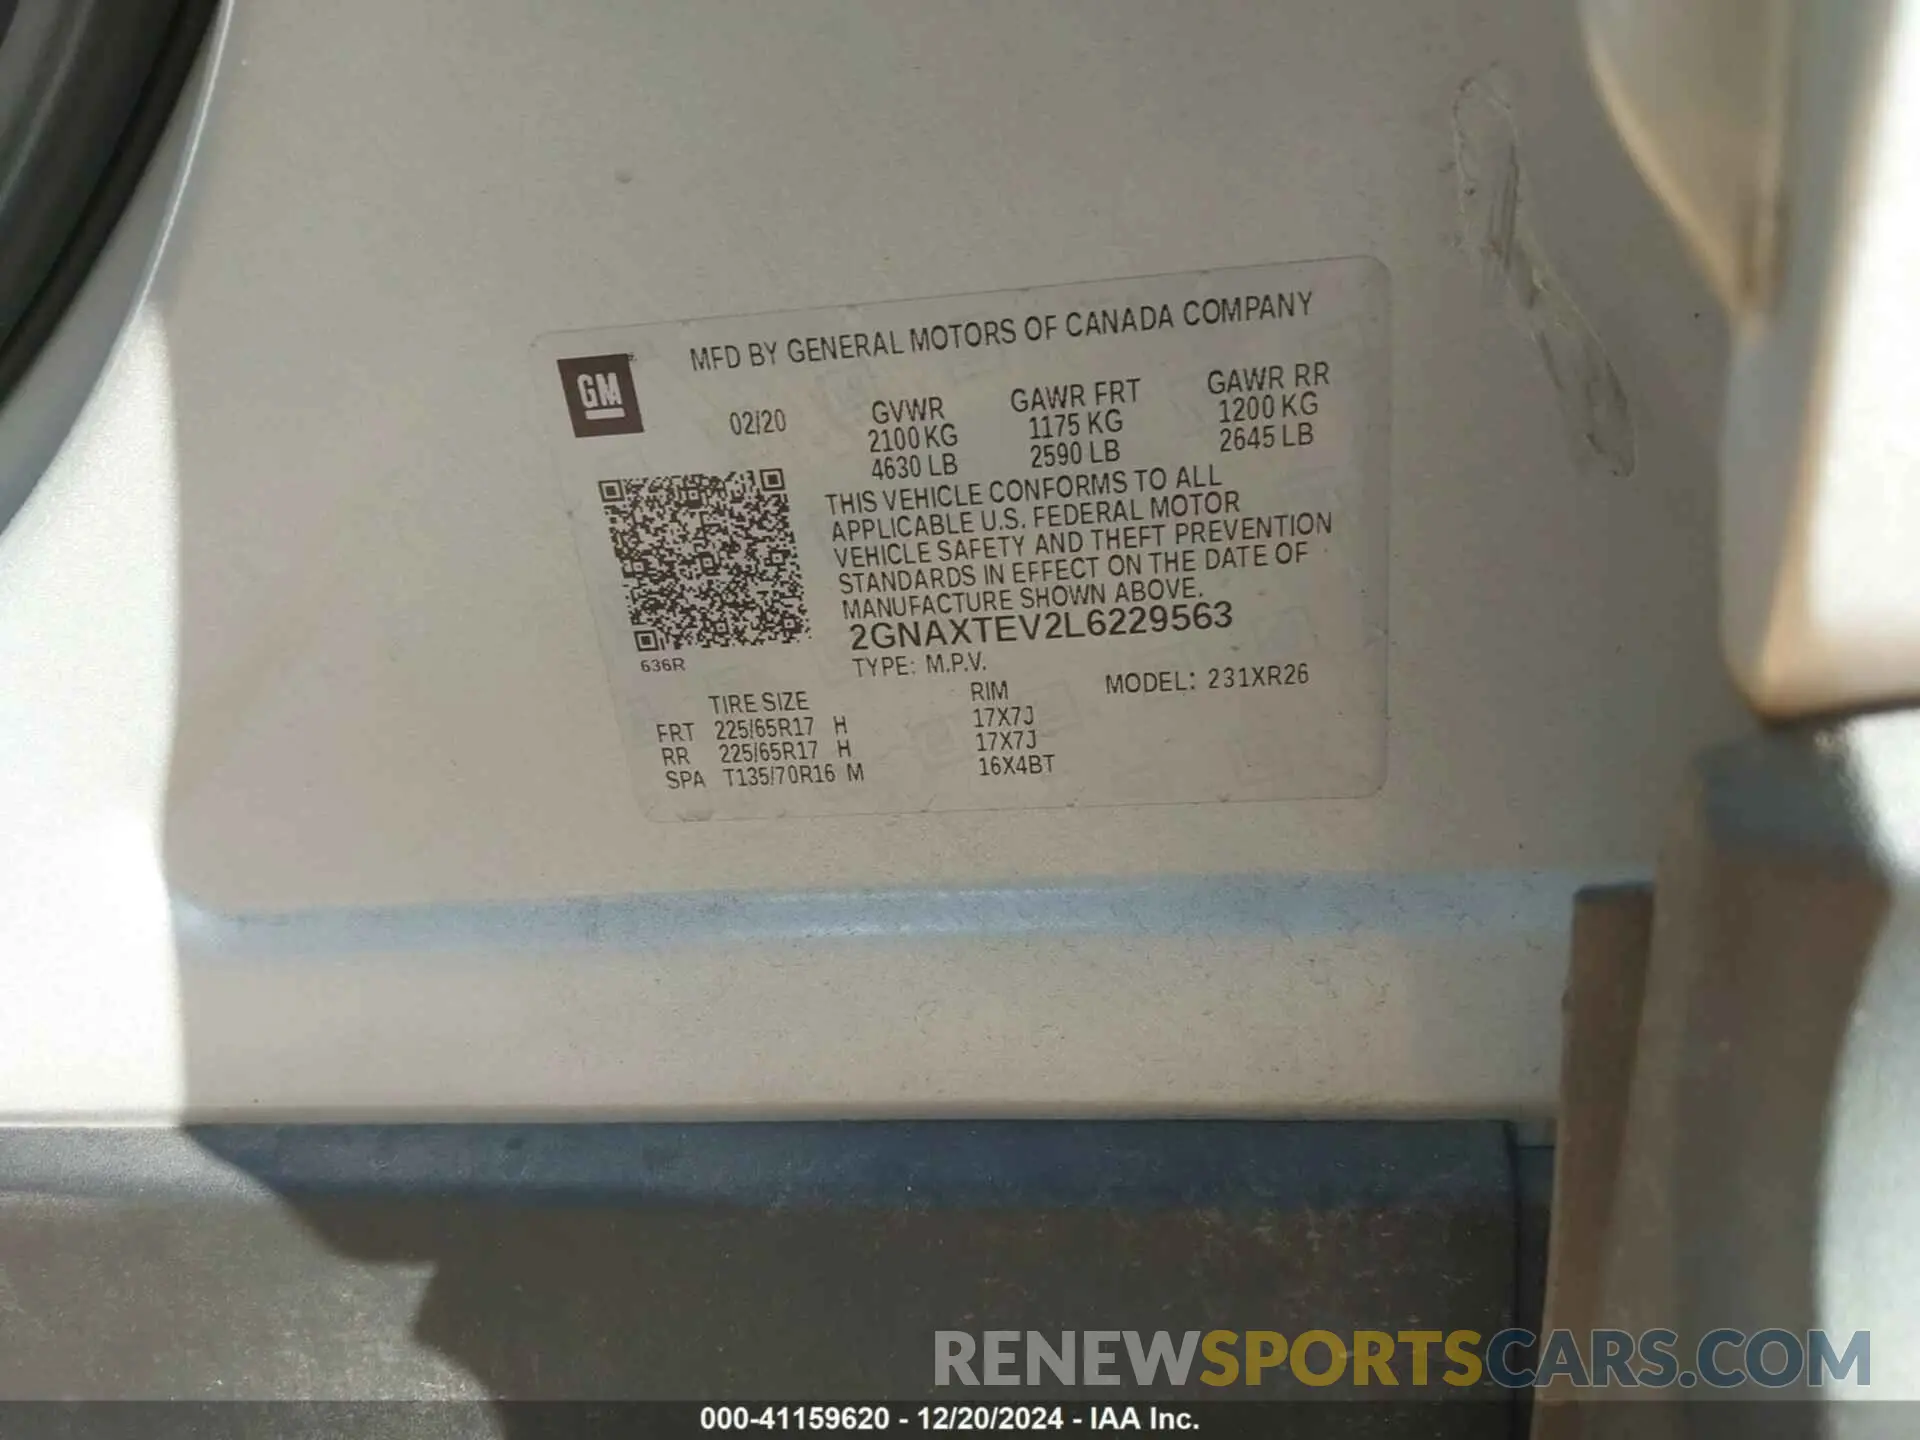 MFD BY GENERAL MOTORS OF CANADA COMPANY
GM
02/20 GVWR GAWR FRT GAWR RR
2100 KG 1175 KG 1200 KG
4630 LB 2590 LB 2645 LB
THIS VEHICLE CONFORMS TO ALL
APPLICABLE U.S. FEDERAL MOTOR
VEHICLE SAFETY AND THEFT PREVENTION
STANDARDS IN EFFECT ON THE DATE OF
MANUFACTURE SHOWN ABOVE.
2GNAXTEV2L6229563
636R
TYPE: M.P.V.
TIRE SIZE RIM MODEL: 231XR26
FRT 225/65R17 H 17X7J
RR 225/65R17 H 17X7J
SPA T135/70R16 M 16X4BT
RENEWSPORTSCARS.COM
000-41159620 - 12/20/2024 - IAA Inc.